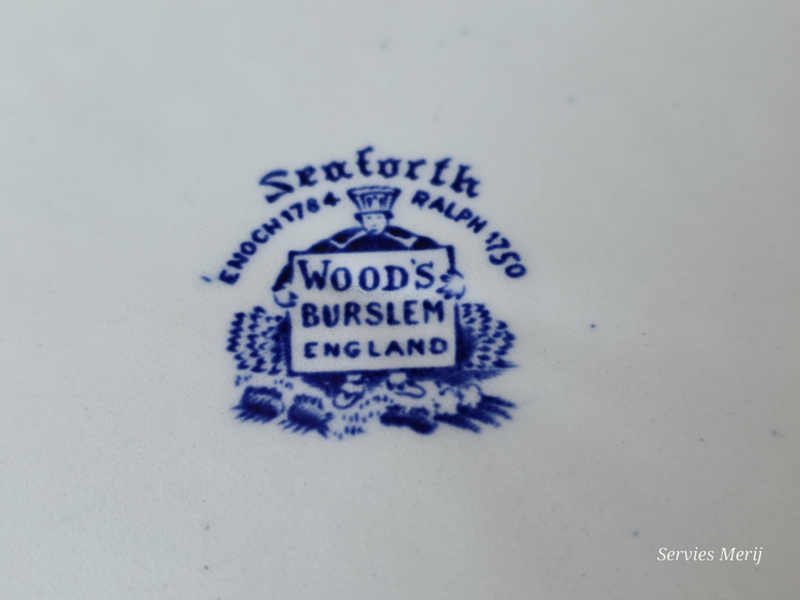 Seaforth
ENOCH 1784 RALPH 1750
WOOD'S
BURSLEM
ENGLAND
Servies Merij